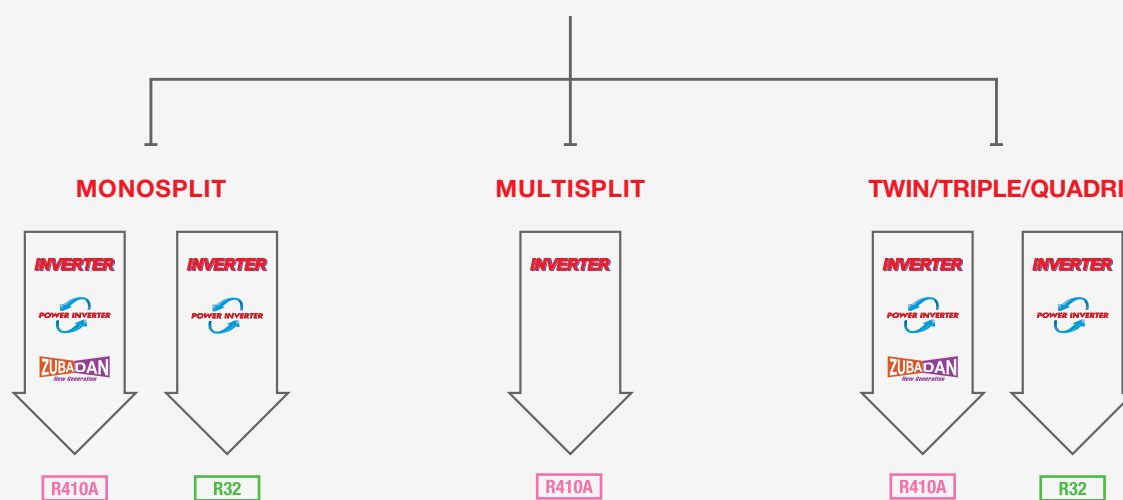 MONOSPLIT
MULTISPLIT
TWIN/TRIPLE/QUADRI
INVERTER
POWER INVERTER
ZUBADAN
New Generation
R410A
INVERTER
POWER INVERTER
R32
INVERTER
R410A
INVERTER
POWER INVERTER
ZUBADAN
New Generation
R410A
INVERTER
POWER INVERTER
R32